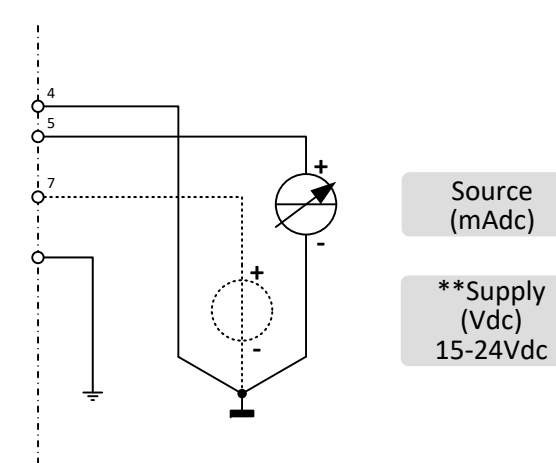 4
5
7
+
-
+
-
Source
(mAdc)
**Supply
(Vdc)
15-24Vdc